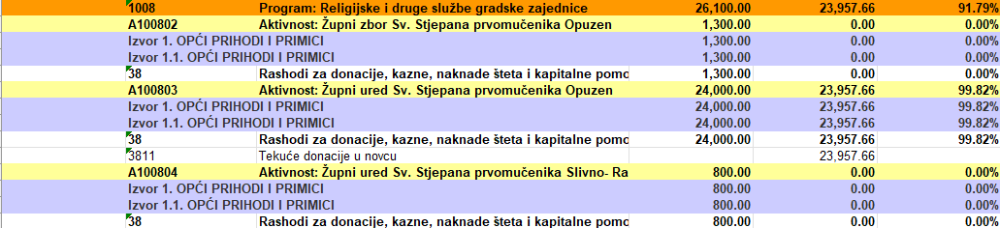 1008 Program: Religijske i druge službe gradske zajednice 26,100.00 23,957.66 91.79%
A100802 Aktivnost: Župni zbor Sv. Stjepana prvomučenika Opuzen 1,300.00 0.00 0.00%
Izvor 1. OPĆI PRIHODI I PRIMICI 1,300.00 0.00 0.00%
Izvor 1.1. OPĆI PRIHODI I PRIMICI 1,300.00 0.00 0.00%
38 Rashodi za donacije, kazne, naknade šteta i kapitalne pomo 1,300.00 0.00 0.00%
A100803 Aktivnost: Župni ured Sv. Stjepana prvomučenika Opuzen 24,000.00 23,957.66 99.82%
Izvor 1. OPĆI PRIHODI I PRIMICI 24,000.00 23,957.66 99.82%
Izvor 1.1. OPĆI PRIHODI I PRIMICI 24,000.00 23,957.66 99.82%
38 Rashodi za donacije, kazne, naknade šteta i kapitalne pomo 24,000.00 23,957.66 99.82%
3811 Tekuće donacije u novcu 23,957.66
A100804 Aktivnost: Župni ured Sv. Stjepana prvomučenika Slivno- Ra 800.00 0.00 0.00%
Izvor 1. OPĆI PRIHODI I PRIMICI 800.00 0.00 0.00%
Izvor 1.1. OPĆI PRIHODI I PRIMICI 800.00 0.00 0.00%
38 Rashodi za donacije, kazne, naknade šteta i kapitalne pomo 800.00 0.00 0.00%